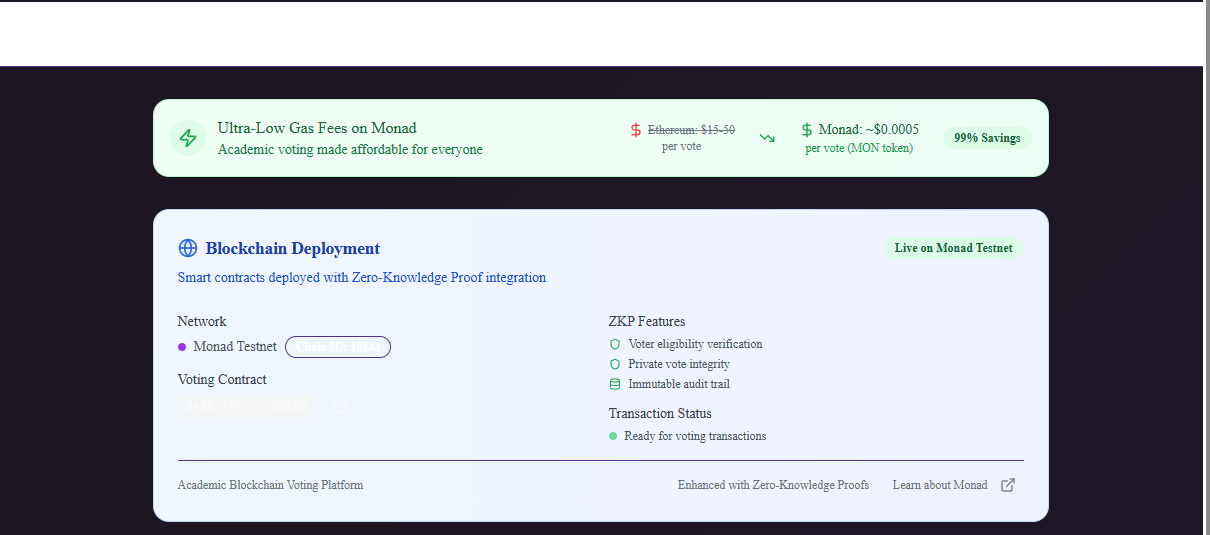 Ultra-Low Gas Fees on Monad
Academic voting made affordable for everyone
Ethereum: $15-50
per vote
Monad: ~$0.0005
per vote (MON token)
99% Savings
Blockchain Deployment
Live on Monad Testnet
Smart contracts deployed with Zero-Knowledge Proof integration
Network
Monad Testnet
Chain ID: 10143
Voting Contract
ZKP Features
Voter eligibility verification
Private vote integrity
Immutable audit trail
Transaction Status
Ready for voting transactions
Academic Blockchain Voting Platform
Enhanced with Zero-Knowledge Proofs
Learn about Monad